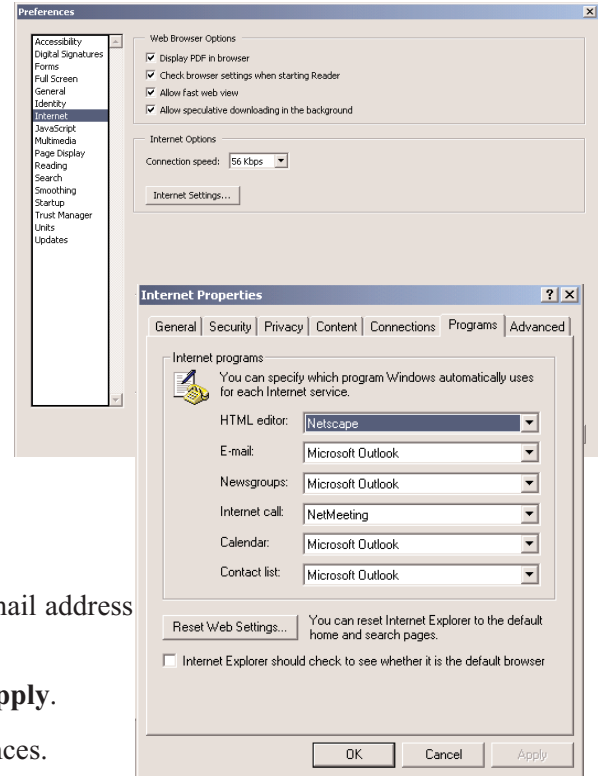 Preferences
Accessibility
Digital Signatures
Forms
Full Screen
General
Identity
Internet
JavaScript
Multimedia
Page Display
Reading
Search
Smoothing
Startup
Trust Manager
Units
Updates
Web Browser Options
Display PDF in browser
Check browser settings when starting Reader
Allow fast web view
Allow speculative downloading in the background
Internet Options
Connection speed: 56 Kbps
Internet Settings...
Internet Properties
General Security Privacy Content Connections Programs Advanced
Internet programs
You can specify which program Windows automatically uses
for each Internet service.
HTML editor: Netscape
E-mail: Microsoft Outlook
Newsgroups: Microsoft Outlook
Internet call: NetMeeting
Calendar: Microsoft Outlook
Contact list: Microsoft Outlook
Reset Web Settings... You can reset Internet Explorer to the default
home and search pages.
Internet Explorer should check to see whether it is the default browser
OK Cancel Apply
address